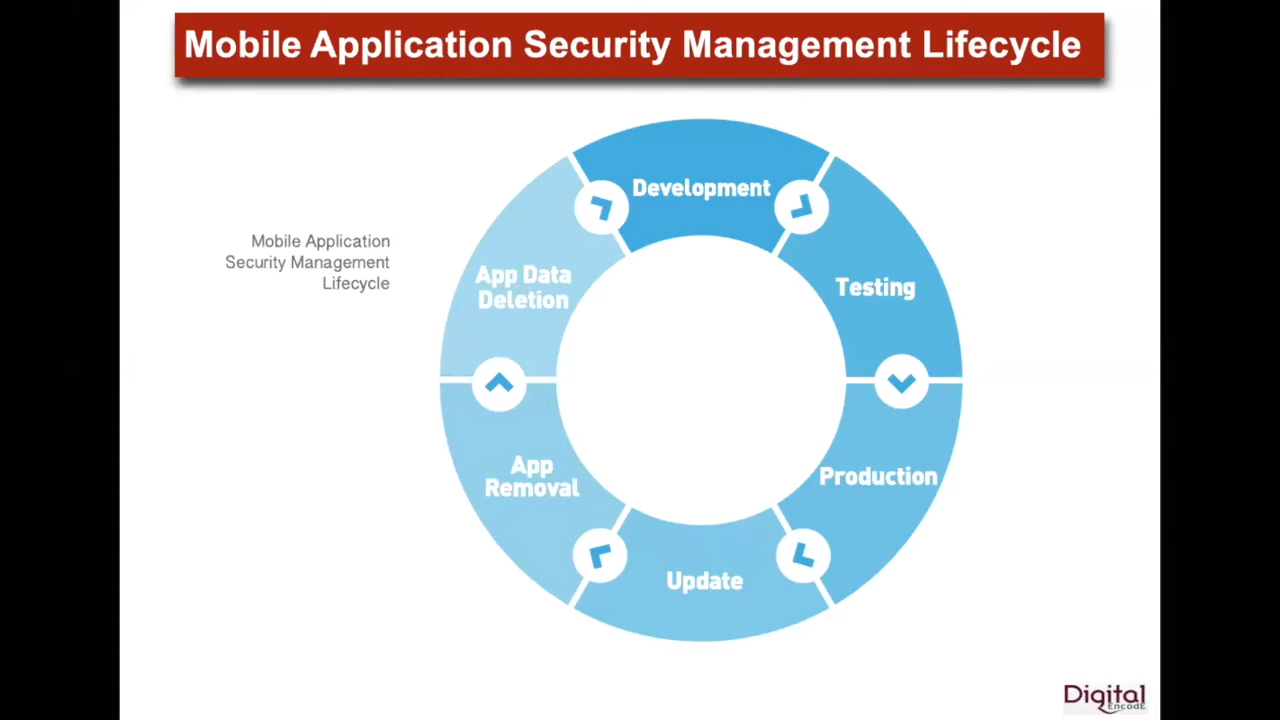 Mobile Application Security Management Lifecycle
Mobile Application
Security Management
Lifecycle
Development
Testing
Production
Update
App
Removal
App Data
Deletion
Digital
EncodE